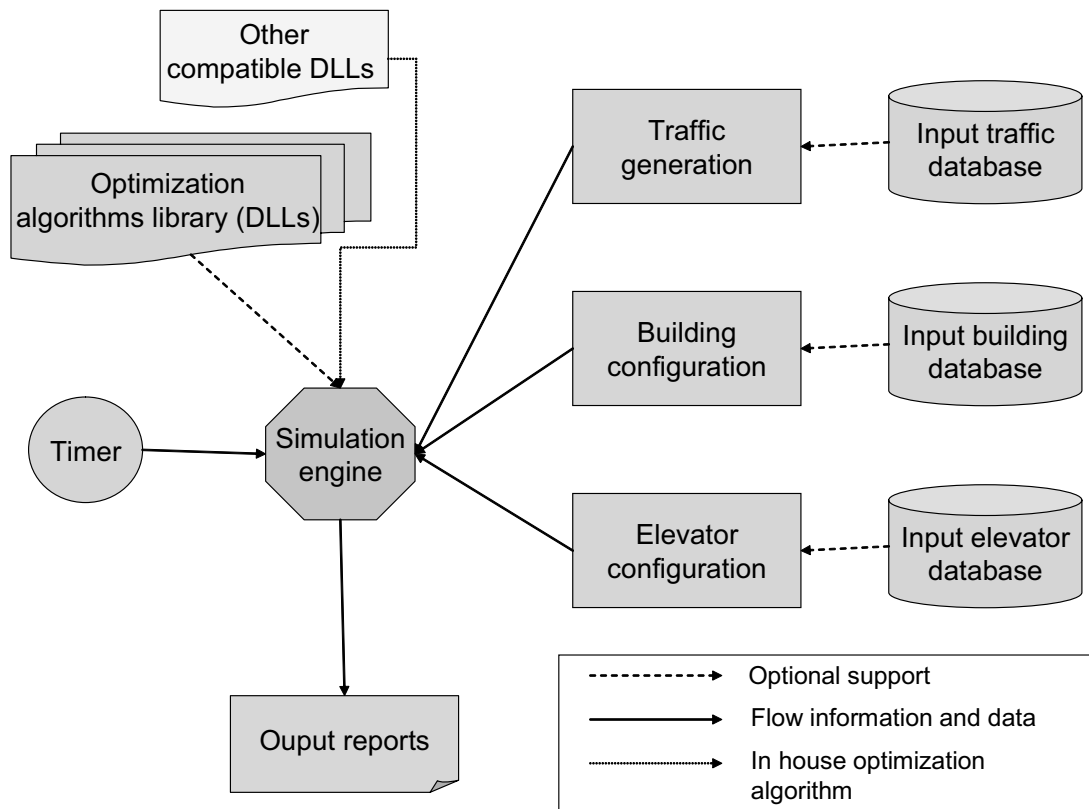 Other
compatible DLLs
Optimization
algorithms library (DLLs)
Traffic
generation
Input traffic
database
Building
configuration
Input building
database
Timer
Simulation
engine
Elevator
configuration
Input elevator
database
Ouput reports
Optional support
Flow information and data
In house optimization
algorithm